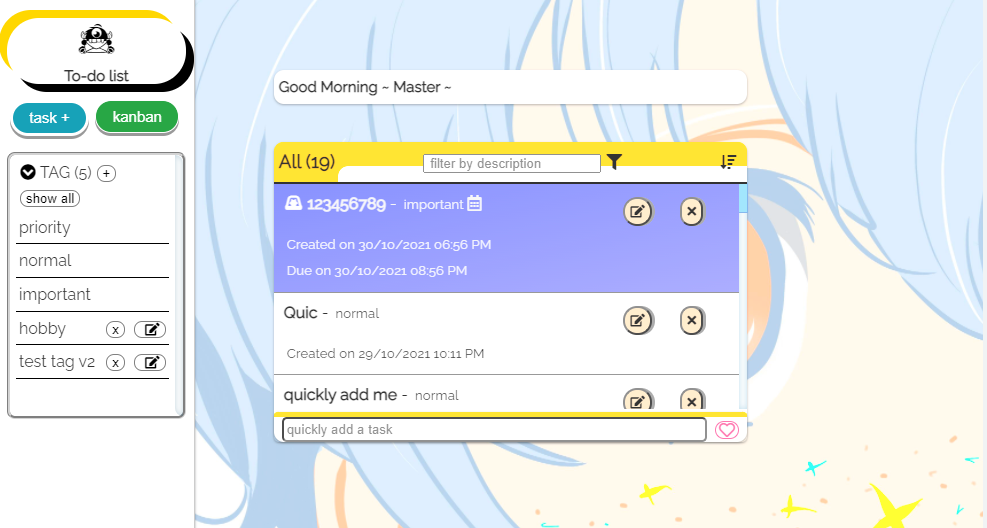 To-do list
task +
kanban
TAG (5) +
show all
priority
normal
important
hobby x
test tag v2 x
Good Morning ~ Master ~
All (19) filter by description
123456789 - important
Created on 30/10/2021 06:56 PM
Due on 30/10/2021 08:56 PM
Quic - normal
Created on 29/10/2021 10:11 PM
quickly add me - normal
quickly add a task